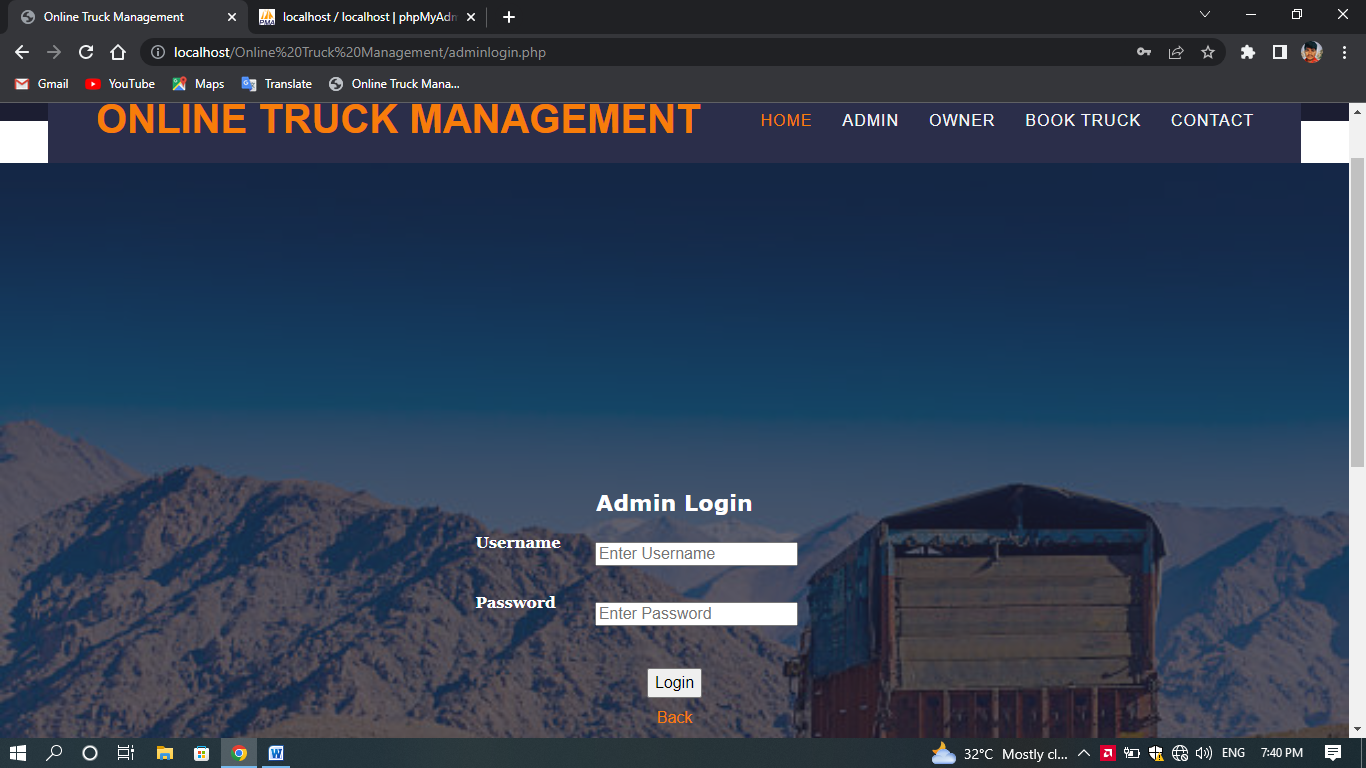 Online Truck Management
localhost / localhost | phpMyAdm
localhost/Online%20Truck%20Management/adminlogin.php
Gmail YouTube Maps Translate Online Truck Mana...
ONLINE TRUCK MANAGEMENT HOME ADMIN OWNER BOOK TRUCK CONTACT
Admin Login
Username Enter Username
Password Enter Password
Login
Back
32°C Mostly cl... ENG 7:40 PM